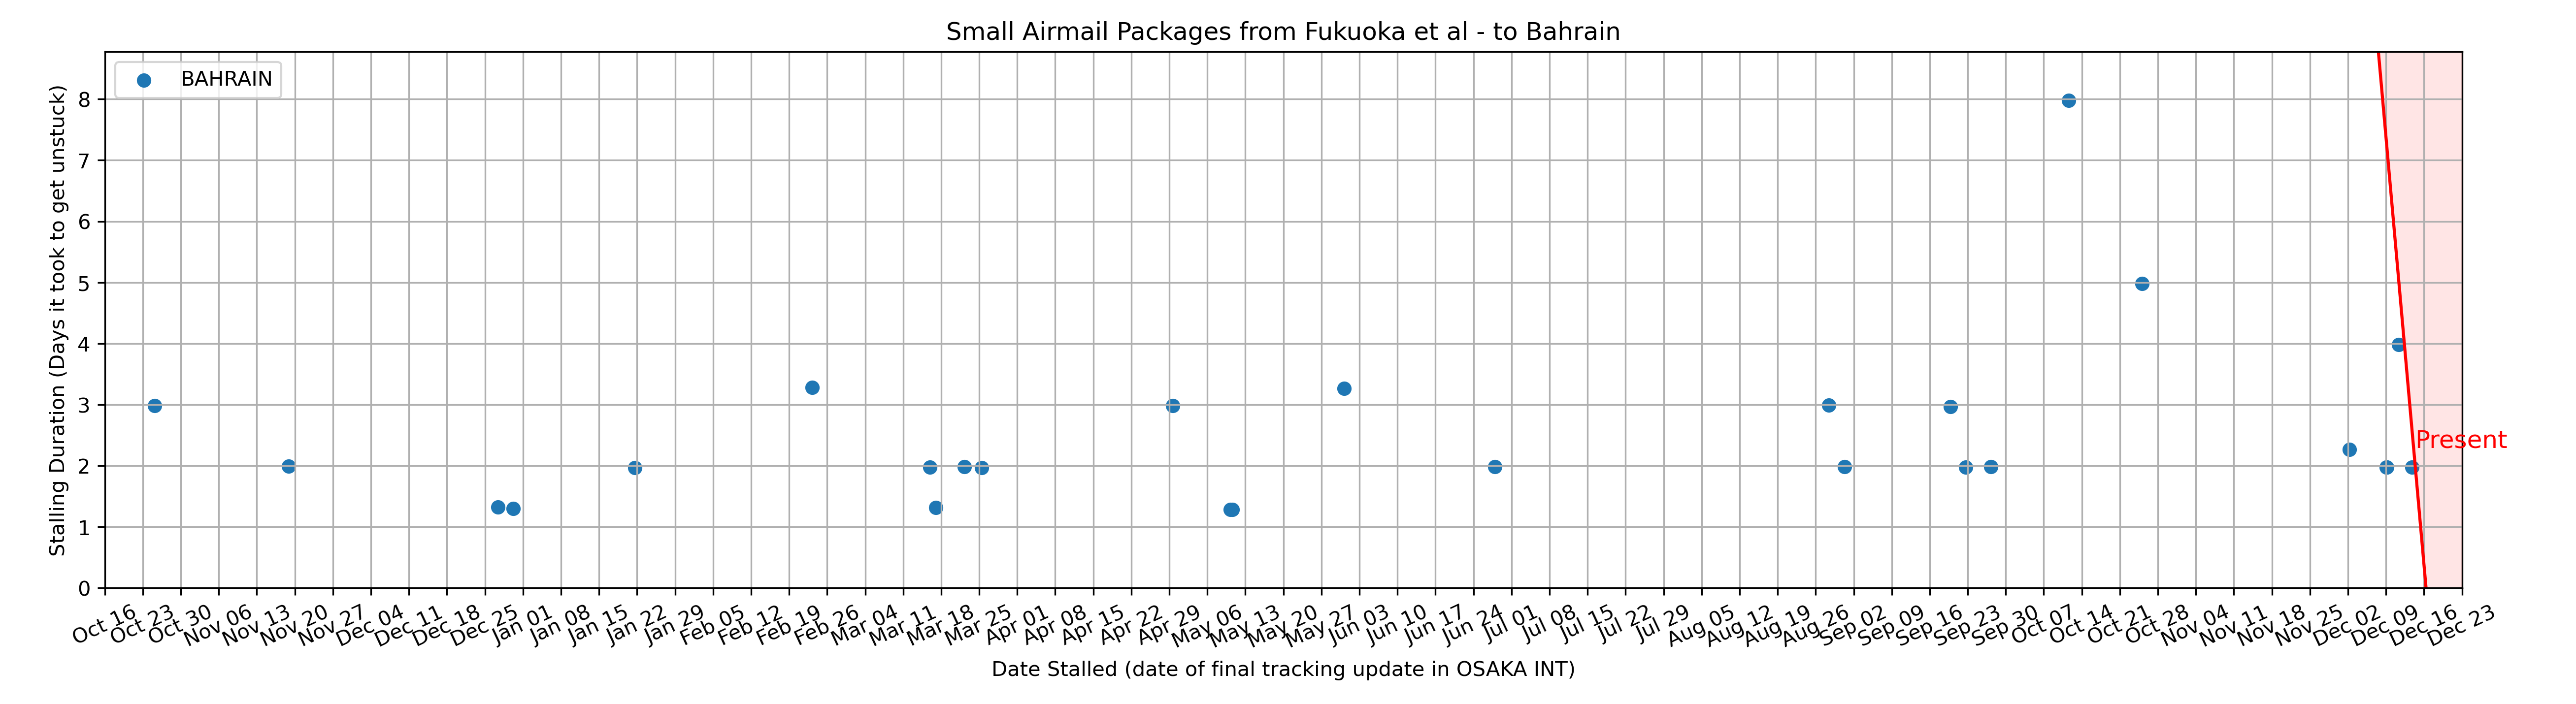 Small Airmail Packages from Fukuoka et al - to Bahrain
BAHRAIN
Stalling Duration (Days it took to get unstuck)
8
7
6
5
4
3
2
1
0
Present
Oct 16
Oct 23
Oct 30
Nov 06
Nov 13
Nov 20
Nov 27
Dec 04
Dec 11
Dec 18
Dec 25
Jan 01
Jan 08
Jan 15
Jan 22
Jan 29
Feb 05
Feb 12
Feb 19
Feb 26
Mar 04
Mar 11
Mar 18
Mar 25
Apr 01
Apr 08
Apr 15
Apr 22
Apr 29
May 06
May 13
May 20
May 27
Jun 03
Jun 10
Jun 17
Jun 24
Jul 01
Jul 08
Jul 15
Jul 22
Jul 29
Aug 05
Aug 12
Aug 19
Aug 26
Sep 02
Sep 09
Sep 16
Sep 23
Sep 30
Oct 07
Oct 14
Oct 21
Oct 28
Nov 04
Nov 11
Nov 18
Nov 25
Dec 02
Dec 09
Dec 16
Dec 23
Date Stalled (date of final tracking update in OSAKA INT)